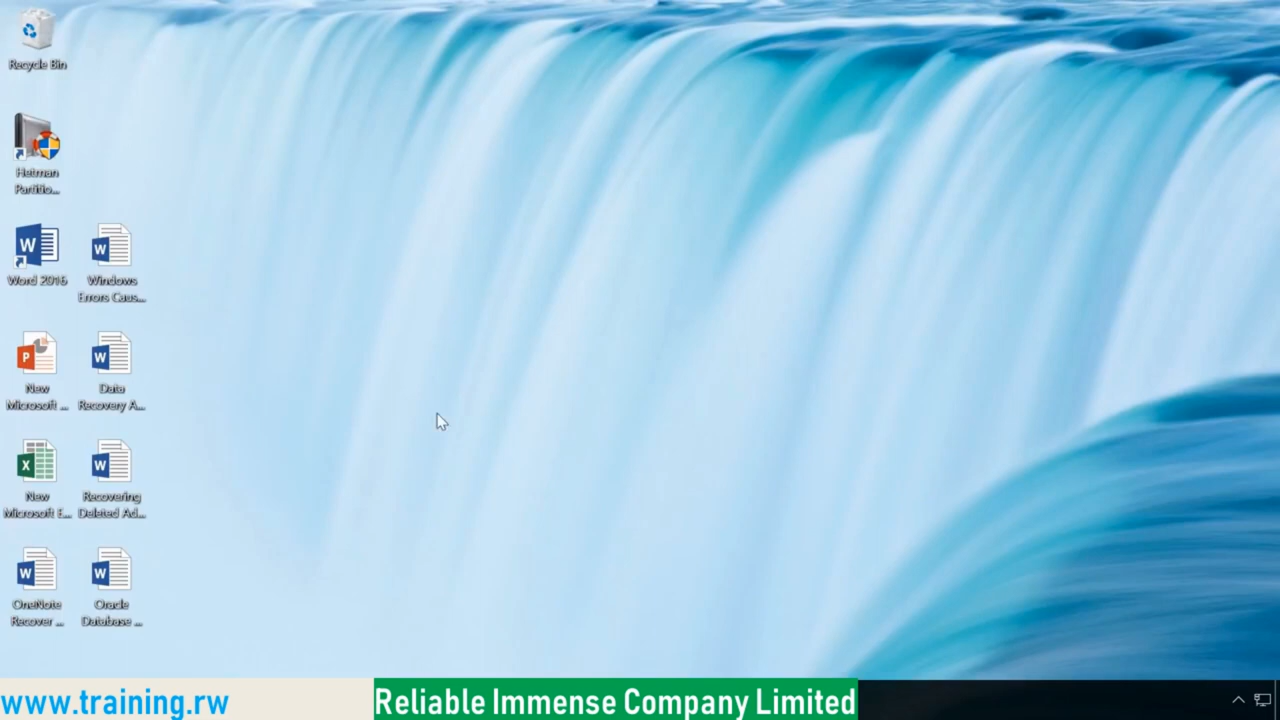 Recycle Bin
Hetman
Partitio...
Word 2016
Windows
Errors Caus...
New
Microsoft ...
Data
Recovery A...
New
Microsoft E...
Recovering
Deleted Ad...
OneNote
Recover ...
Oracle
Database ...
www.training.rw
Reliable Immense Company Limited